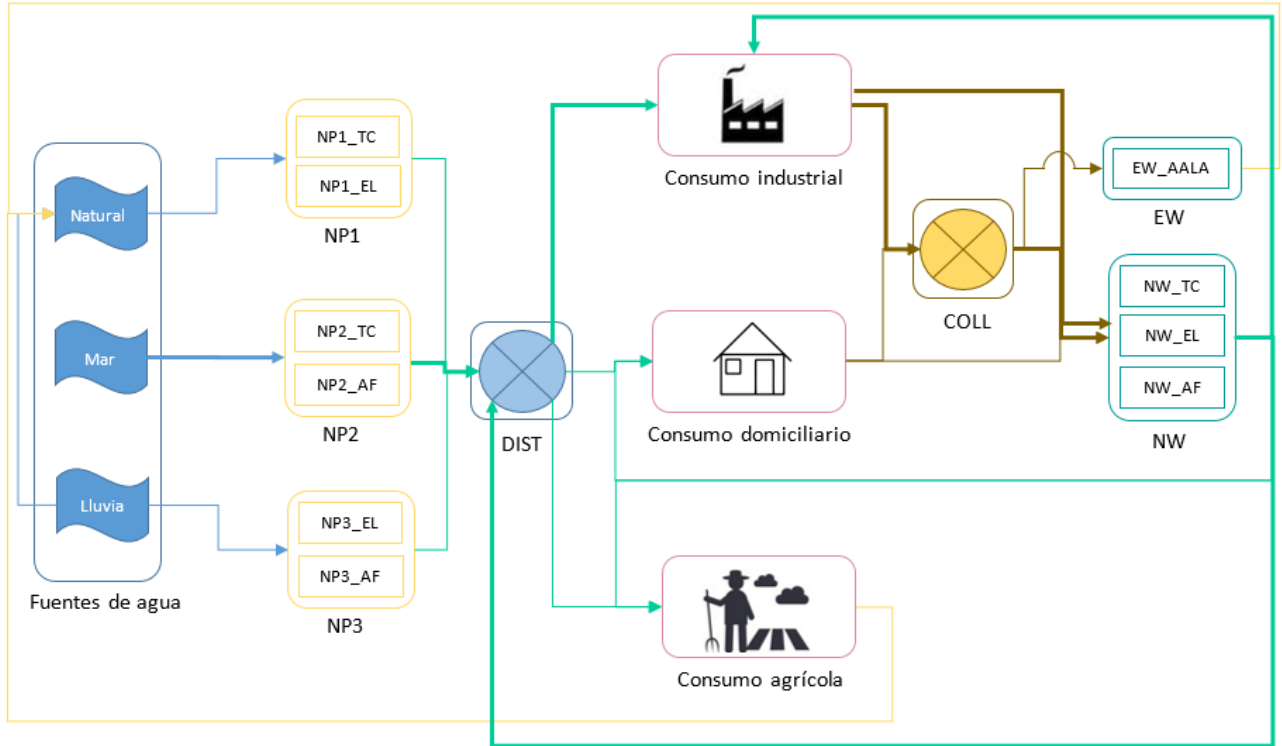 Natural
Mar
Lluvia
Fuentes de agua
NP1_TC
NP1_EL
NP1
NP2_TC
NP2_AF
NP2
NP3_EL
NP3_AF
NP3
DIST
Consumo industrial
Consumo domiciliario
Consumo agrícola
COLL
EW_AALA
EW
NW_TC
NW_EL
NW_AF
NW